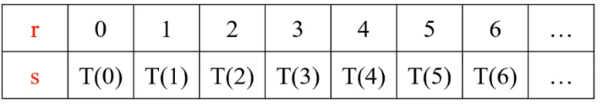 r 0 1 2 3 4 5 6 ...
s T(0) T(1) T(2) T(3) T(4) T(5) T(6) ...